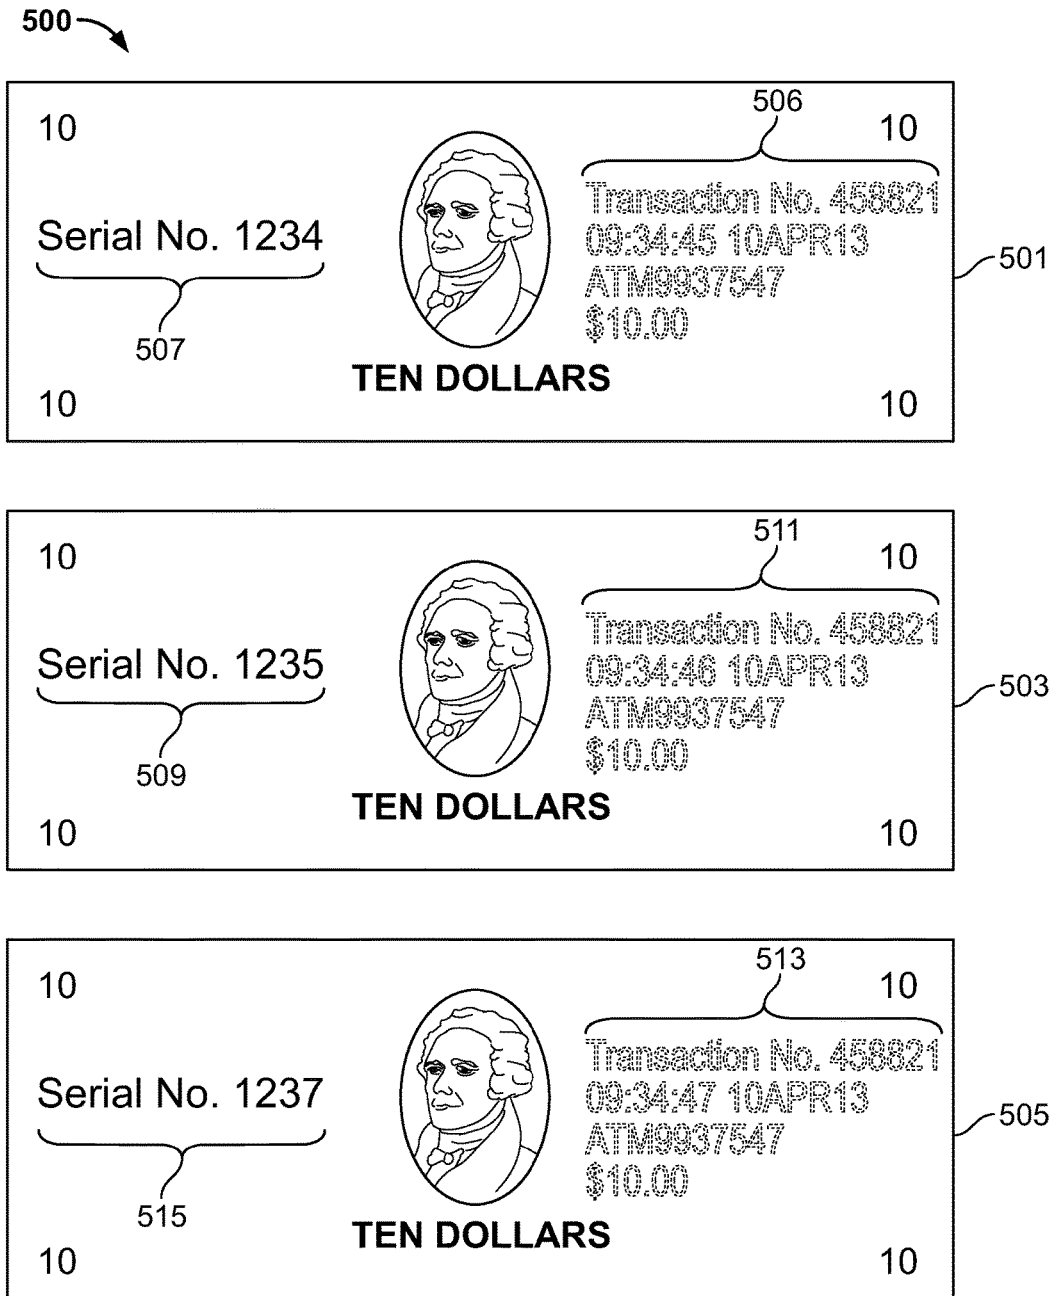 500
506
10 10
Transaction No. 458821
Serial No. 1234
09:34:45 10APR13
501
ATM9937547
$10.00
507
TEN DOLLARS
10 10
511
10 10
Transaction No. 458821
Serial No. 1235
09:34:46 10APR13
503
ATM9937547
$10.00
509
TEN DOLLARS
10 10
513
10 10
Transaction No. 458821
Serial No. 1237
09:34:47 10APR13
505
ATM9937547
$10.00
515
TEN DOLLARS
10 10